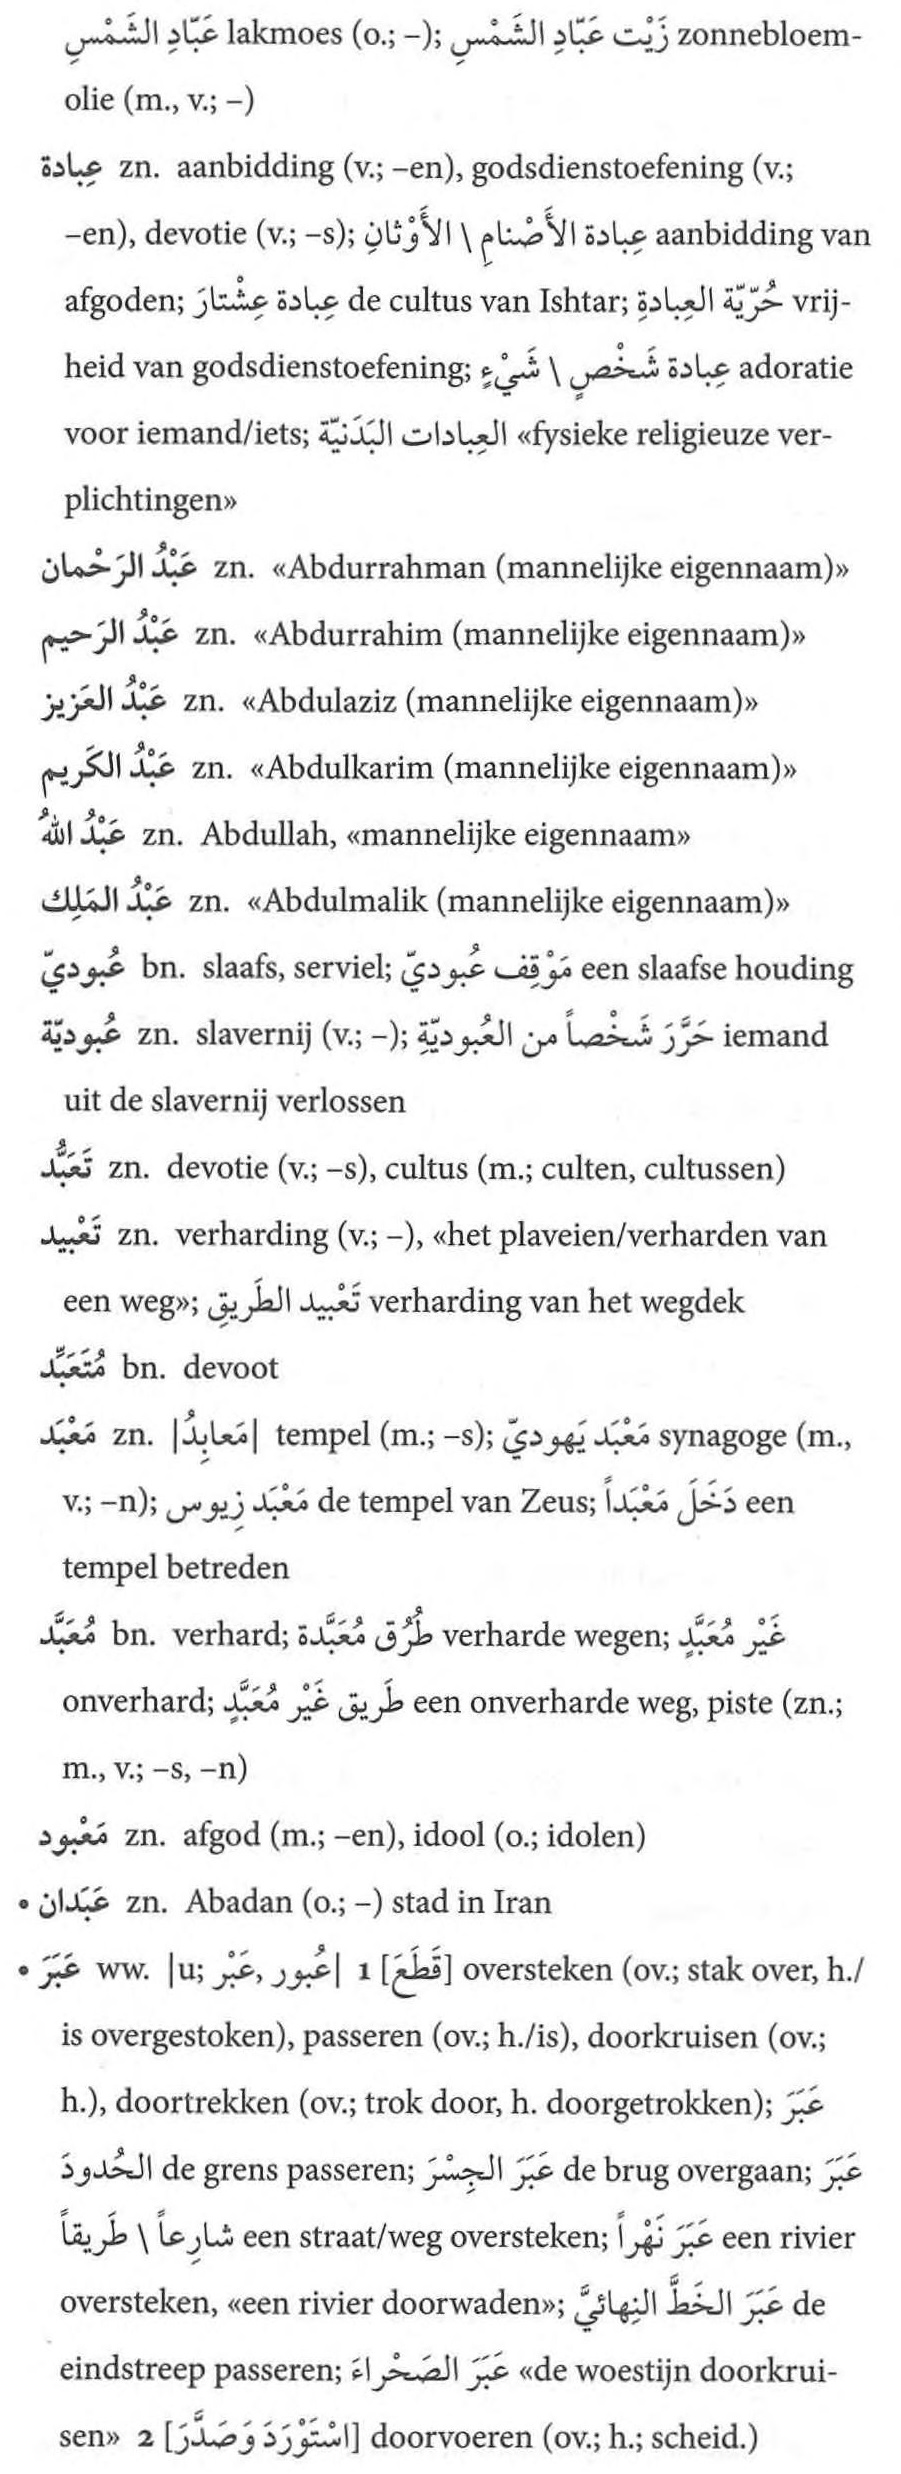 عَبّادِ الشَّمْسِ lakmoes (o.; –); زَيْت عَبّادِ الشَّمْسِ zonnebloem-
olie (m., v.; –)
عِبادة zn. aanbidding (v.; –en), godsdienstoefening (v.;
–en), devotie (v.; –s); عِبادة الأَصْنامِ \ الأَوْثانِ aanbidding van
afgoden; عِبادة عِشْتارَ de cultus van Ishtar; حُرّيّة العِبادةِ vrij-
heid van godsdienstoefening; عِبادة شَخْصٍ \ شَيْءٍ adoratie
voor iemand/iets; العِبادات البَدَنيّة «fysieke religieuze ver-
plichtingen»
عَبْدُ الرَحْمان zn. «Abdurrahman (mannelijke eigennaam)»
عَبْدُ الرَحيم zn. «Abdurrahim (mannelijke eigennaam)»
عَبْدُ العَزيز zn. «Abdulaziz (mannelijke eigennaam)»
عَبْدُ الكَريم zn. «Abdulkarim (mannelijke eigennaam)»
عَبْدُ اللهُ zn. Abdullah, «mannelijke eigennaam»
عَبْدُ المَلِك zn. «Abdulmalik (mannelijke eigennaam)»
عُبوديّ bn. slaafs, serviel; مَوْقِف عُبوديّ een slaafse houding
عُبوديّة zn. slavernij (v.; –); حَرَّرَ شَخْصاً من العُبوديّةِ iemand
uit de slavernij verlossen
تَعَبُّد zn. devotie (v.; –s), cultus (m.; culten, cultussen)
تَعْبيد zn. verharding (v.; –), «het plaveien/verharden van
een weg»; تَعْبيد الطَريقِ verharding van het wegdek
مُتَعَبِّد bn. devoot
مَعْبَد zn. |مَعابِدُ| tempel (m.; –s); مَعْبَد يَهوديّ synagoge (m.,
v.; –n); مَعْبَد زيوس de tempel van Zeus; دَخَلَ مَعْبَداً een
tempel betreden
مُعَبَّد bn. verhard; طُرُق مُعَبَّدة verharde wegen; غَيْر مُعَبَّدٍ
onverhard; طَريق غَيْر مُعَبَّدٍ een onverharde weg, piste (zn.;
m., v.; –s, –n)
مَعْبود zn. afgod (m.; –en), idool (o.; idolen)
• عَبَدان zn. Abadan (o.; –) stad in Iran
• عَبَرَ ww. |u; عُبور, عَبْر| 1 [قَطَعَ] oversteken (ov.; stak over, h./
is overgestoken), passeren (ov.; h./is), doorkruisen (ov.;
h.), doortrekken (ov.; trok door, h. doorgetrokken); عَبَرَ
الحُدودَ de grens passeren; عَبَرَ الجِسْرَ de brug overgaan; عَبَرَ
شارِعاً \ طَريقاً een straat/weg oversteken; عَبَرَ نَهْراً een rivier
oversteken, «een rivier doorwaden»; عَبَرَ الخَطَّ النِهائيَّ de
eindstreep passeren; عَبَرَ الصَحْراءَ «de woestijn doorkrui-
sen» 2 [اسْتَوْرَدَ وَصَدَّرَ] doorvoeren (ov.; h.; scheid.)